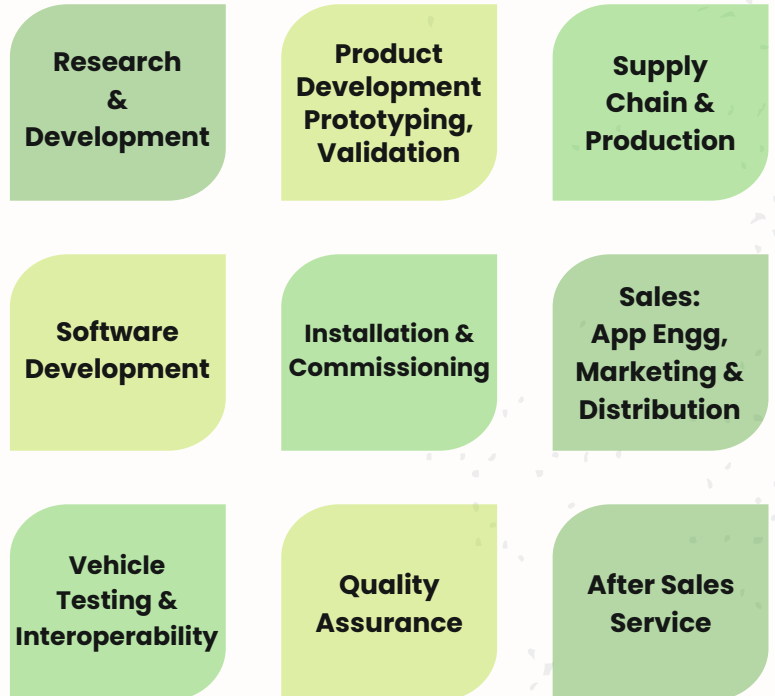 Research
&
Development
Product
Development
Prototyping,
Validation
Supply
Chain &
Production
Software
Development
Installation &
Commissioning
Sales:
App Engg,
Marketing &
Distribution
Vehicle
Testing &
Interoperability
Quality
Assurance
After Sales
Service